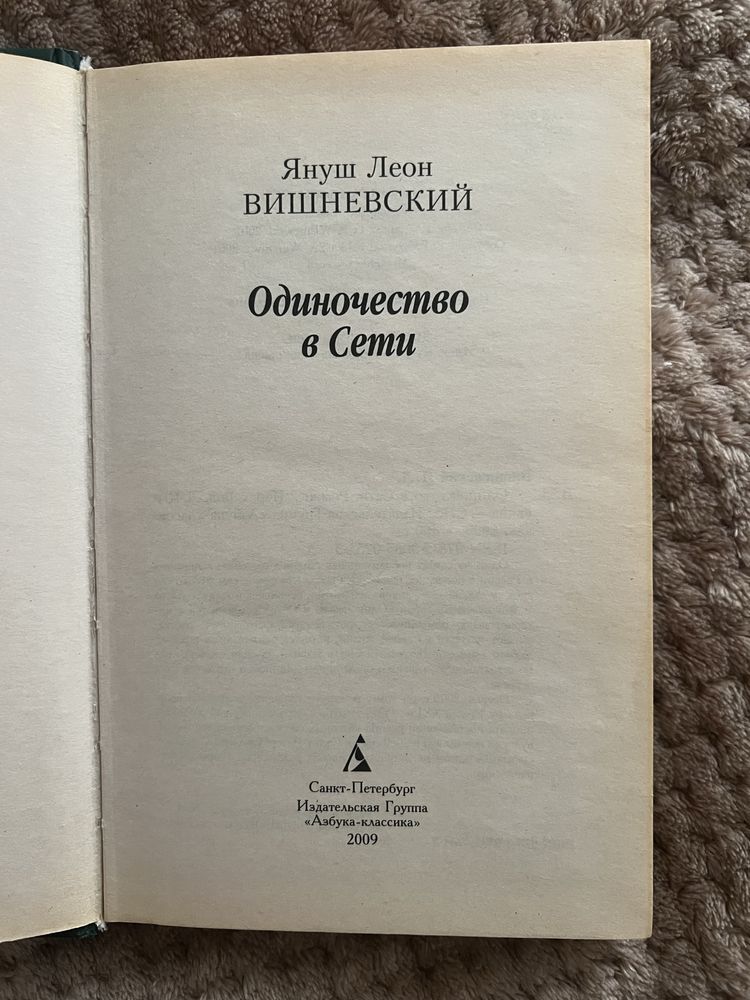 Януш Леон
ВИШНЕВСКИЙ
Одиночество
в Сети
Санкт-Петербург
Издательская Группа
«Азбука-классика»
2009